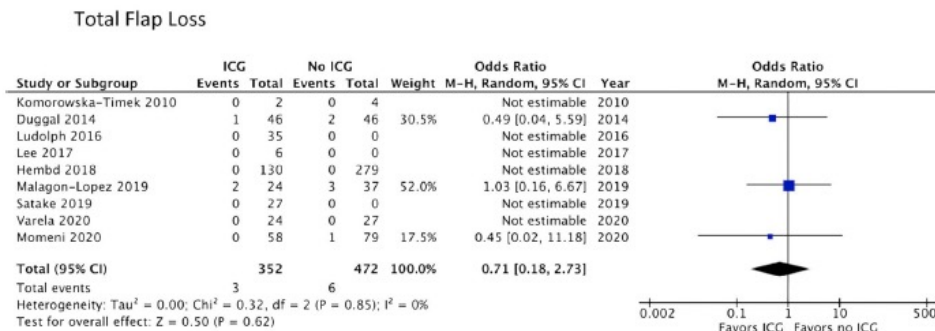 Total Flap Loss
ICG No ICG Odds Ratio Odds Ratio
Study or Subgroup Events Total Events Total Weight M-H, Random, 95% CI Year M-H, Random, 95% CI
Komorowska-Timek 2010 0 2 0 4 Not estimable 2010
Duggal 2014 1 46 2 46 30.5% 0.49 [0.04, 5.59] 2014
Ludolph 2016 0 35 0 0 Not estimable 2016
Lee 2017 0 6 0 0 Not estimable 2017
Hembd 2018 0 130 0 279 Not estimable 2018
Malagon-Lopez 2019 2 24 3 37 52.0% 1.03 [0.16, 6.67] 2019
Satake 2019 0 27 0 0 Not estimable 2019
Varela 2020 0 24 0 27 Not estimable 2020
Momeni 2020 0 58 1 79 17.5% 0.45 [0.02, 11.18] 2020
Total (95% CI) 352 472 100.0% 0.71 [0.18, 2.73]
Total events 3 6
Heterogeneity: Tau² = 0.00; Chi² = 0.32, df = 2 (P = 0.85); I² = 0%
Test for overall effect: Z = 0.50 (P = 0.62)
0.002 0.1 1 10 500
Favors ICG Favors no ICG